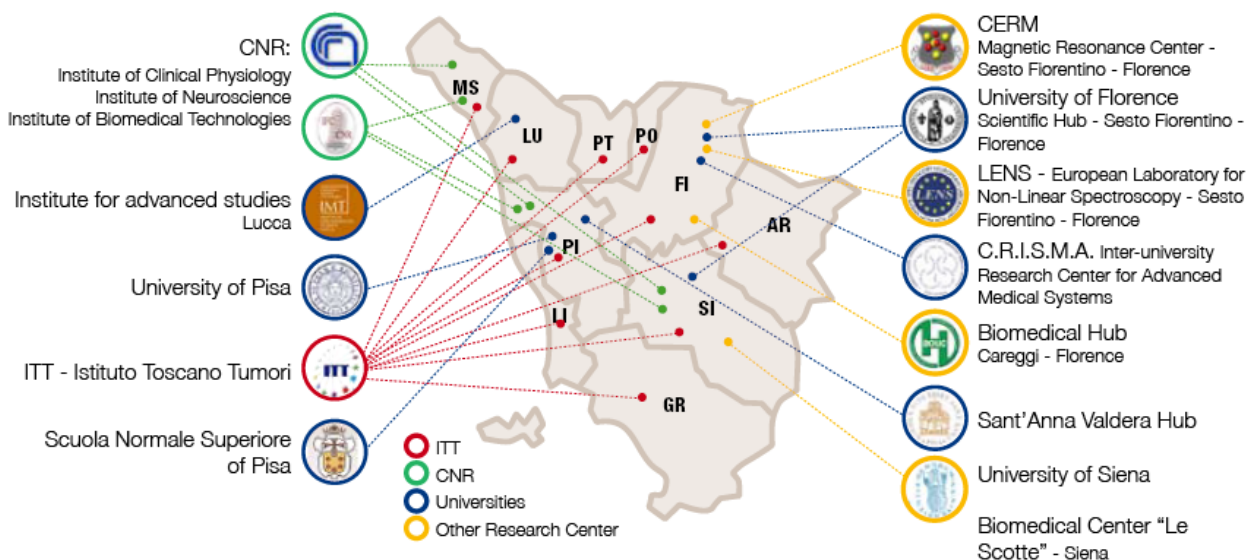 CNR:
Institute of Clinical Physiology
Institute of Neuroscience
Institute of Biomedical Technologies
Institute for advanced studies
Lucca
IMT
University of Pisa
ITT - Istituto Toscano Tumori
ITT
Scuola Normale Superiore
of Pisa
MS
LU
PT
PO
FI
AR
PI
LI
SI
GR
ITT
CNR
Universities
Other Research Center
CERM
Magnetic Resonance Center -
Sesto Fiorentino - Florence
University of Florence
Scientific Hub - Sesto Fiorentino -
Florence
LENS
LENS - European Laboratory for
Non-Linear Spectroscopy - Sesto
Fiorentino - Florence
C.R.I.S.M.A. Inter-university
Research Center for Advanced
Medical Systems
Biomedical Hub
Careggi - Florence
Sant'Anna Valdera Hub
University of Siena
Biomedical Center “Le
Scotte” - Siena